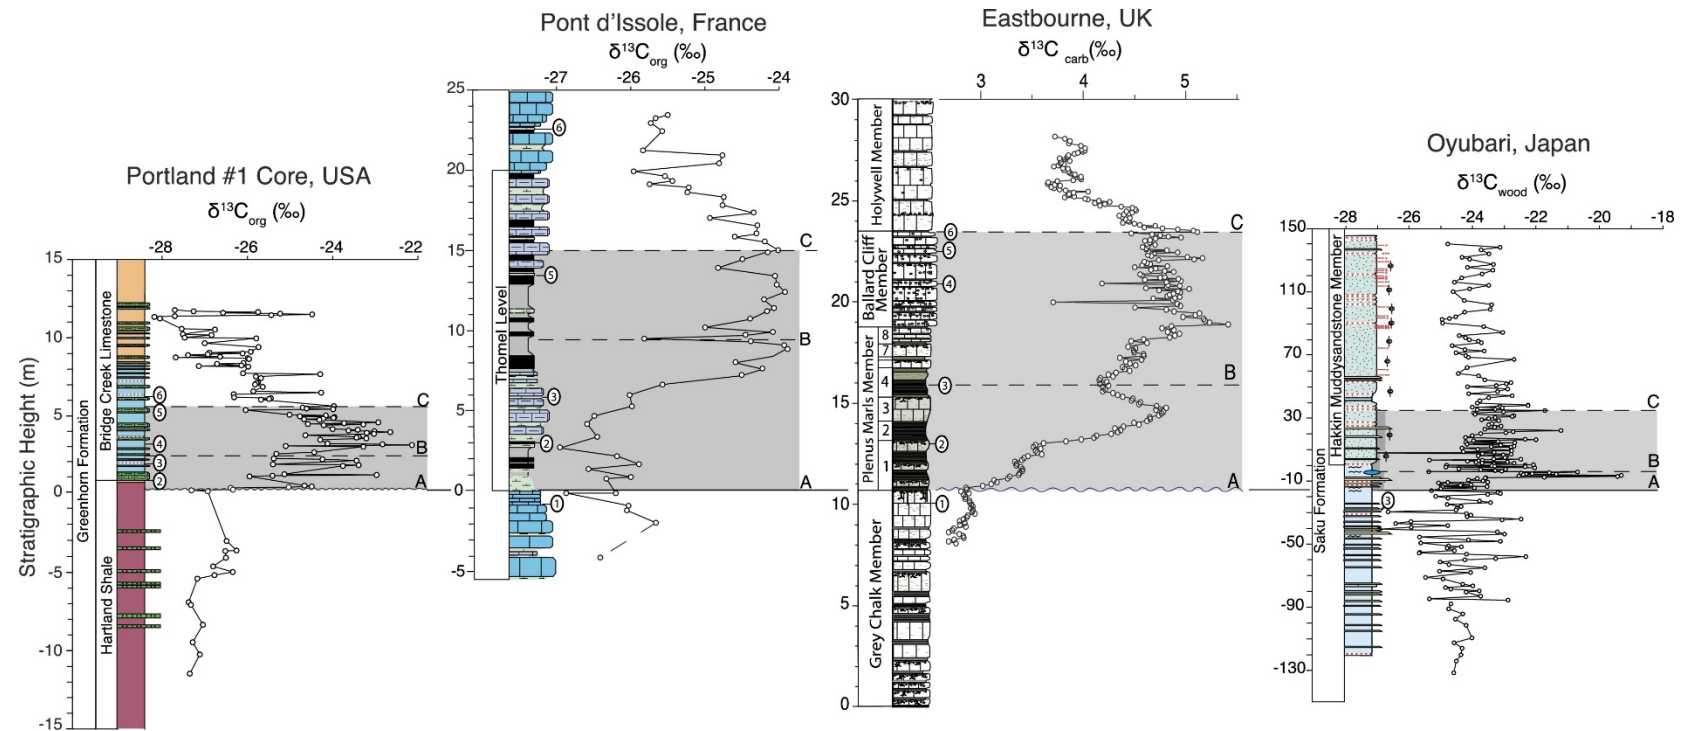 Portland #1 Core, USA
δ¹³Corg (‰)
-28 -26 -24 -22
Stratigraphic Height (m)
15
10
5
0
-5
-10
-15
Greenhorn Formation
Bridge Creek Limestone
Hartland Shale
6
5
4
3
2
C
B
A
Pont d'Issole, France
δ¹³Corg (‰)
-27 -26 -25 -24
25
20
15
10
5
0
-5
Thomel Level
6
5
3
2
1
C
B
A
Eastbourne, UK
δ¹³Ccarb(‰)
3 4 5
30
25
20
15
10
5
0
Holywell Member
Ballard Cliff Member
Plenus Marls Member
Grey Chalk Member
8
7
4
3
2
1
6
5
4
3
2
1
C
B
A
Oyubari, Japan
δ¹³Cwood (‰)
-28 -26 -24 -22 -20 -18
150
110
70
30
-10
-50
-90
-130
Saku Formation
Hakkin Muddysandstone Member
3
C
B
A